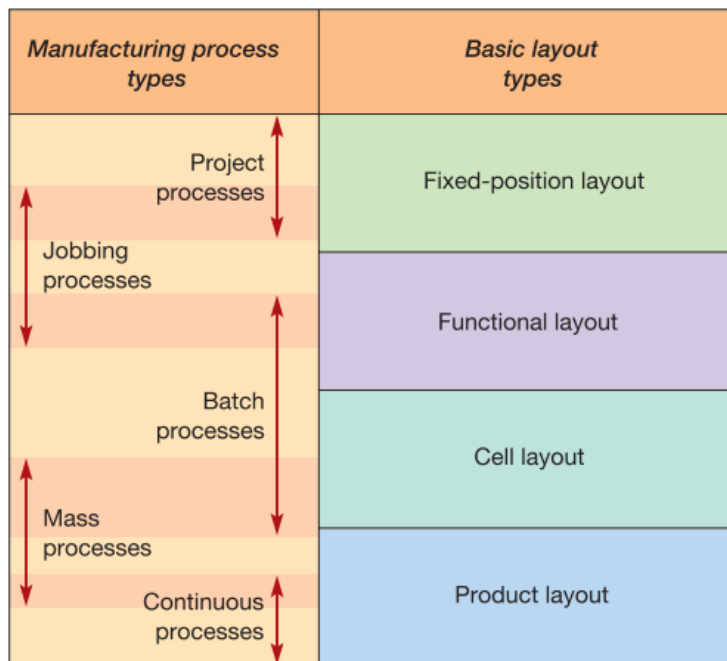 Manufacturing process
types
Basic layout
types
Project
processes
Fixed-position layout
Jobbing
processes
Functional layout
Batch
processes
Cell layout
Mass
processes
Continuous
processes
Product layout